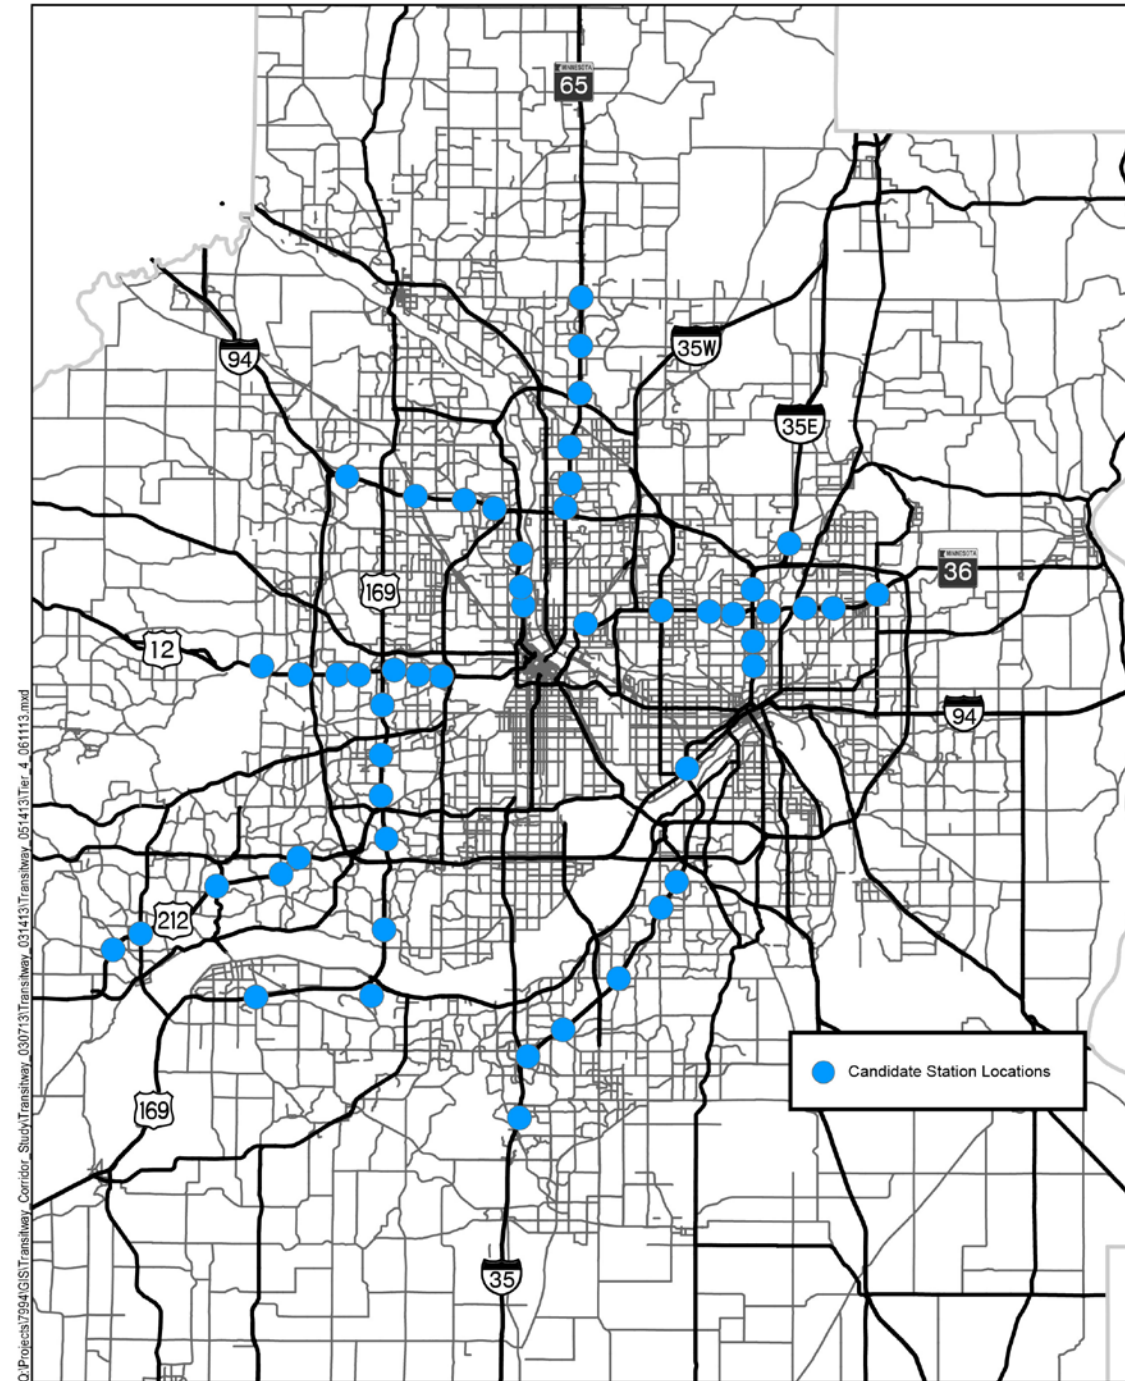 MINNESOTA
65
94
35W
35E
MINNESOTA
36
169
12
94
212
Candidate Station Locations
169
35
Q:\Projects\7994\GIS\Transitway_Corridor_Study\Transitway_030713\Transitway_031413\Transitway_051413\Tier_4_061113.mxd